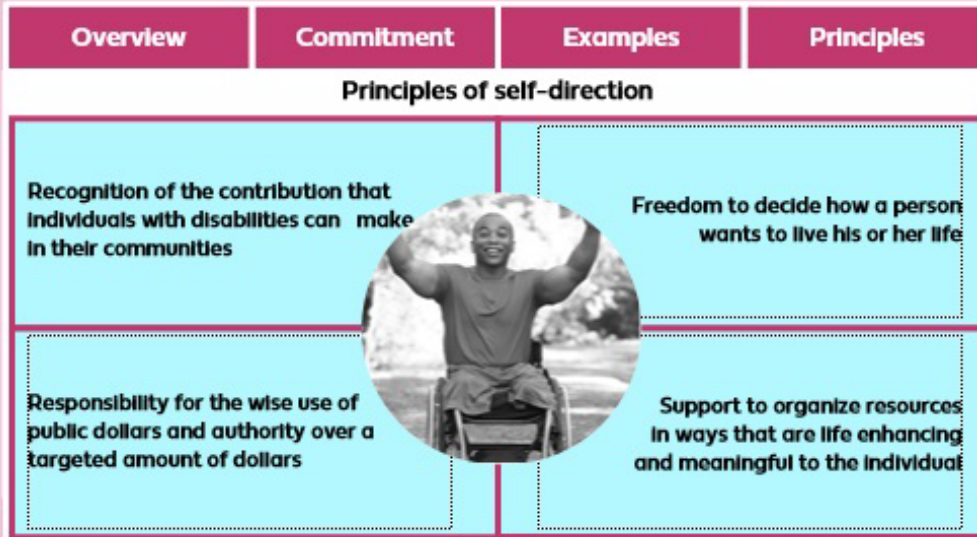 Overview
Commitment
Examples
Principles
Principles of self-direction
Recognition of the contribution that
individuals with disabilities can make
in their communities
Freedom to decide how a person
wants to live his or her life
Responsibility for the wise use of
public dollars and authority over a
targeted amount of dollars
Support to organize resources
in ways that are life enhancing
and meaningful to the individual